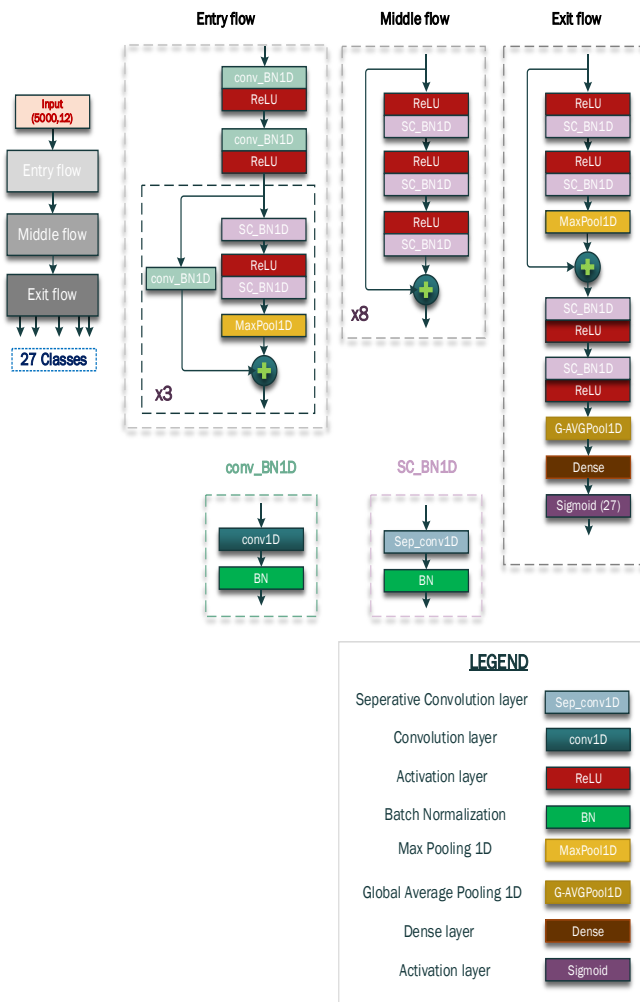 Entry flow
Middle flow
Exit flow
Input
(5000,12)
Entry flow
Middle flow
Exit flow
27 Classes
conv_BN1D
ReLU
conv_BN1D
ReLU
SC_BN1D
conv_BN1D
ReLU
SC_BN1D
MaxPool1D
x3
ReLU
SC_BN1D
ReLU
SC_BN1D
ReLU
SC_BN1D
x8
ReLU
SC_BN1D
ReLU
SC_BN1D
MaxPool1D
SC_BN1D
ReLU
SC_BN1D
ReLU
G-AVGPool1D
Dense
Sigmoid (27)
conv_BN1D
conv1D
BN
SC_BN1D
Sep_conv1D
BN
LEGEND
Seperative Convolution layer Sep_conv1D
Convolution layer conv1D
Activation layer ReLU
Batch Normalization BN
Max Pooling 1D MaxPool1D
Global Average Pooling 1D G-AVGPool1D
Dense layer Dense
Activation layer Sigmoid